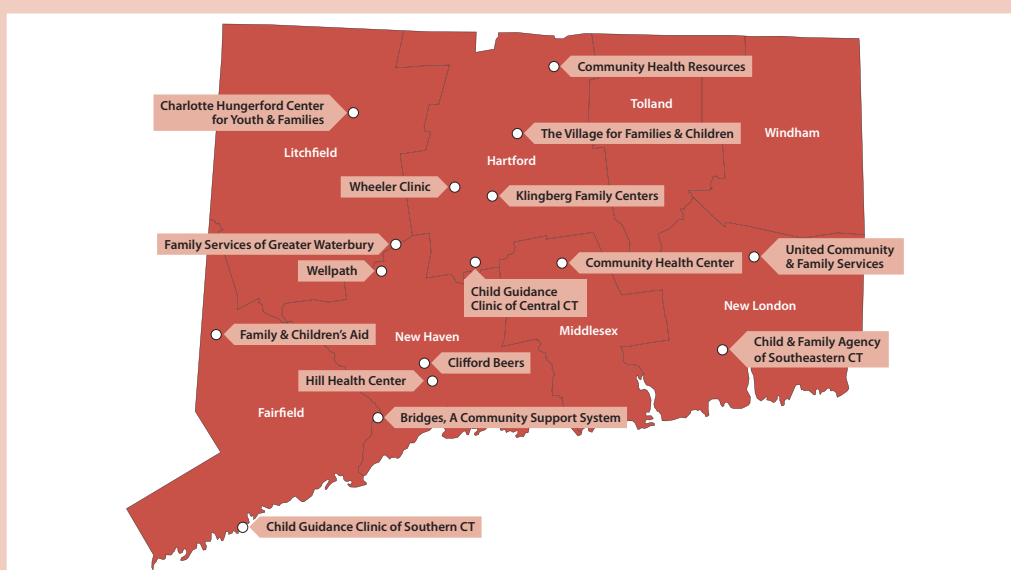 Community Health Resources
Tolland
Charlotte Hungerford Center
for Youth & Families
The Village for Families & Children
Windham
Litchfield
Hartford
Wheeler Clinic
Klingberg Family Centers
Family Services of Greater Waterbury
United Community
& Family Services
Community Health Center
Wellpath
Child Guidance
Clinic of Central CT
New London
Middlesex
Family & Children's Aid
New Haven
Child & Family Agency
of Southeastern CT
Clifford Beers
Hill Health Center
Fairfield
Bridges, A Community Support System
Child Guidance Clinic of Southern CT